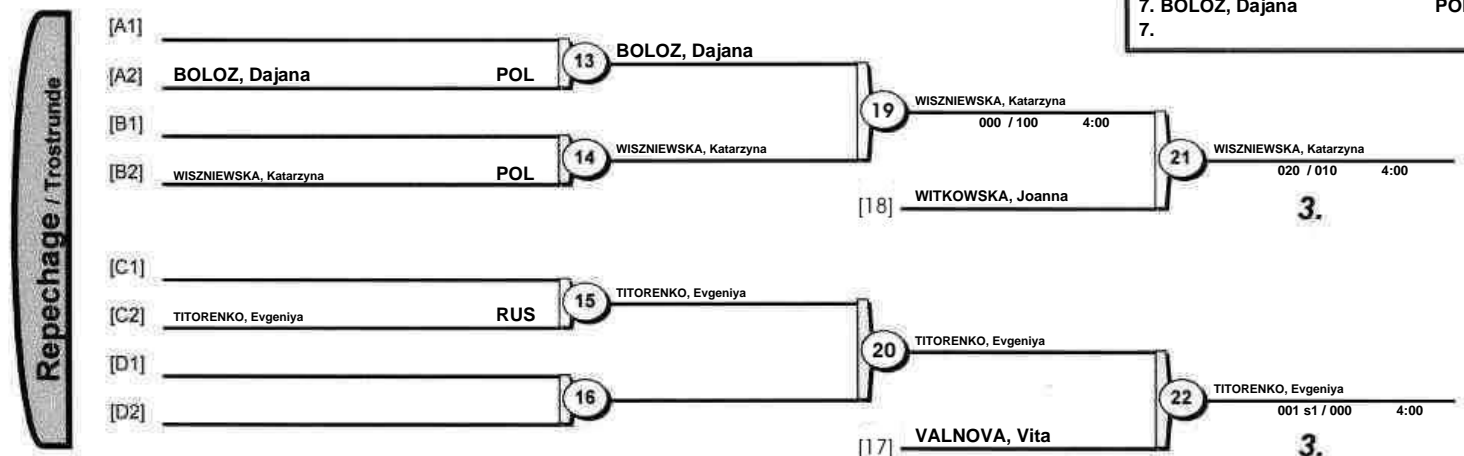 7. BOLOZ, Dajana
7.
Repechage / Trostrunde
[A1]
[A2] BOLOZ, Dajana POL
13 BOLOZ, Dajana
[B1]
[B2] WISZNIEWSKA, Katarzyna POL
14 WISZNIEWSKA, Katarzyna
19 WISZNIEWSKA, Katarzyna
000 / 100 4:00
[18] WITKOWSKA, Joanna
21 WISZNIEWSKA, Katarzyna
020 / 010 4:00
3.
[C1]
[C2] TITORENKO, Evgeniya RUS
15 TITORENKO, Evgeniya
[D1]
[D2]
16
20 TITORENKO, Evgeniya
[17] VALNOVA, Vita
22 TITORENKO, Evgeniya
001 s1 / 000 4:00
3.